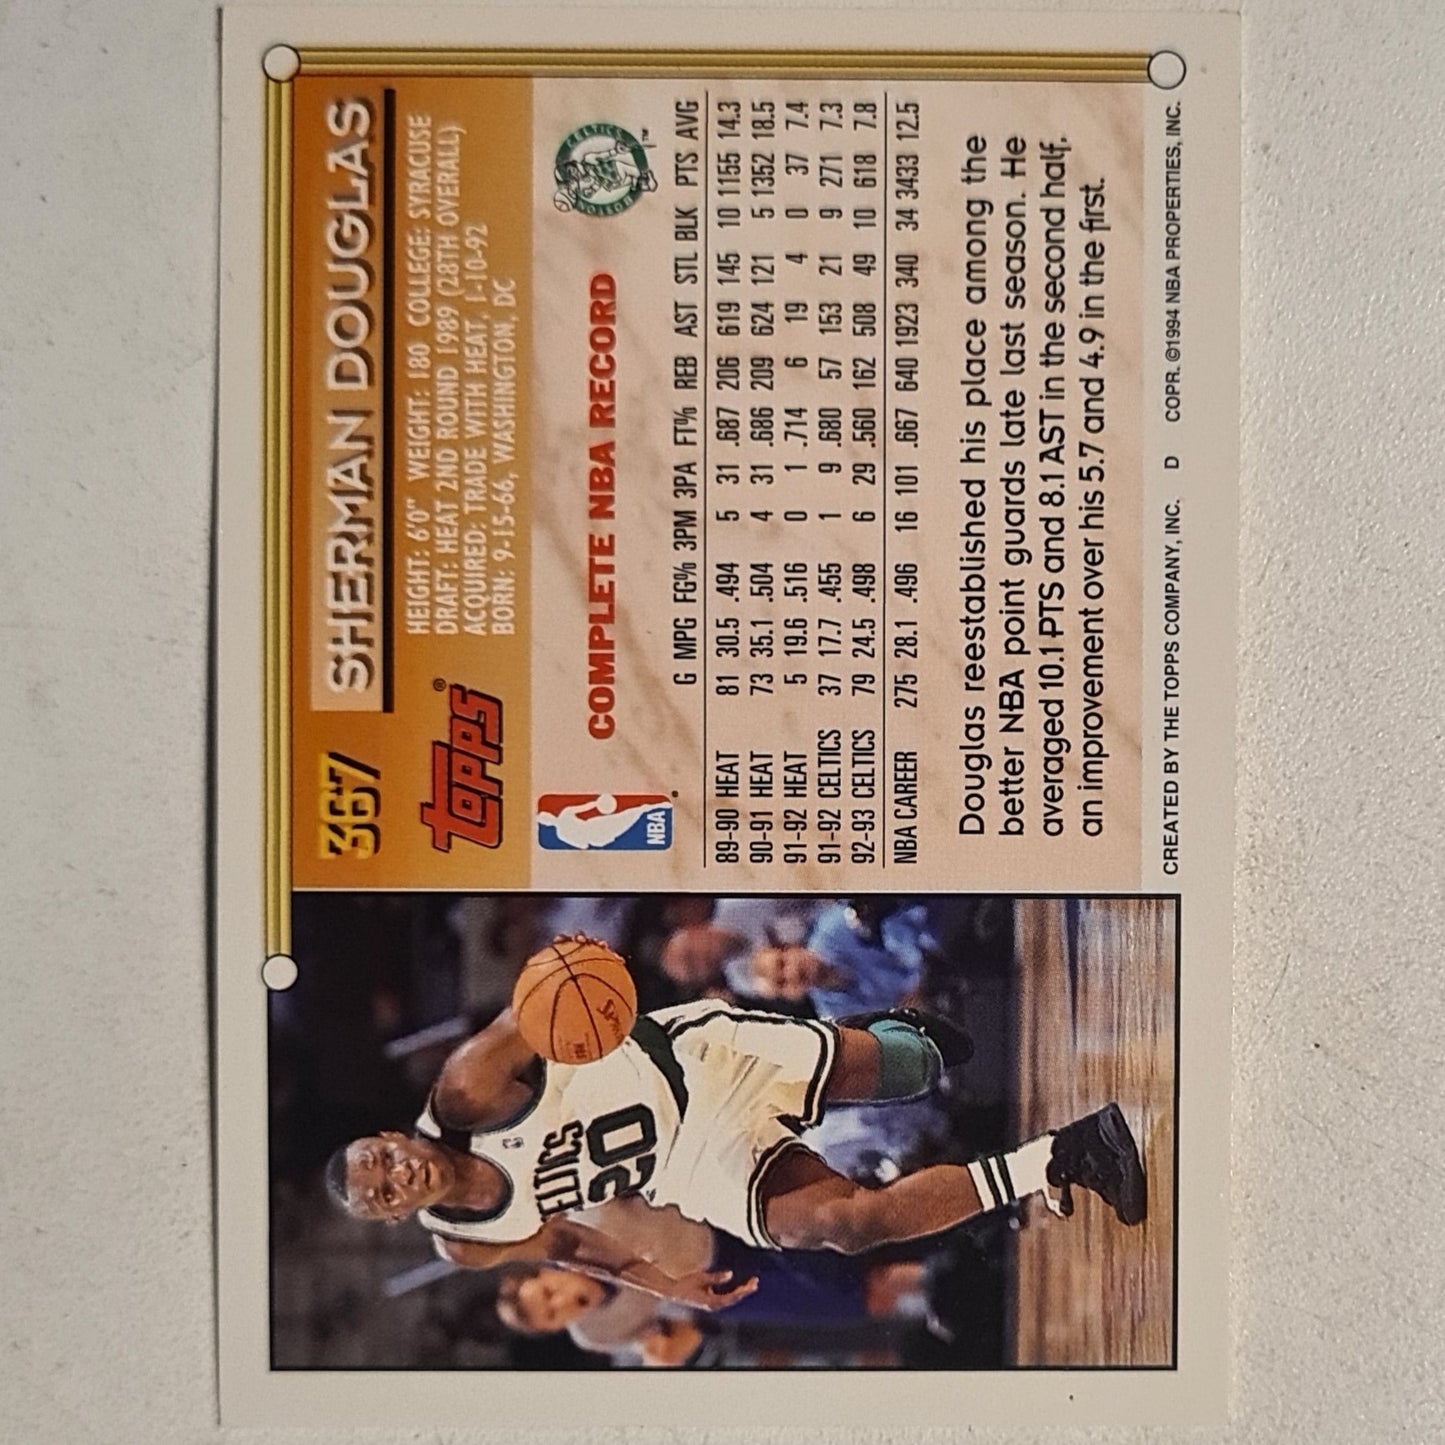 367
SHERMAN DOUGLAS
TOPPS®
HEIGHT: 6'0" WEIGHT: 180 COLLEGE: SYRACUSE
DRAFT: HEAT 2ND ROUND 1989 (28TH OVERALL)
ACQUIRED: TRADE WITH HEAT, 1-10-92
BORN: 9-15-66, WASHINGTON, DC
NBA
COMPLETE NBA RECORD
BOSTON CELTICS ™
G MPG FG% 3PM 3PA FT% REB AST STL BLK PTS AVG
89-90 HEAT 81 30.5 .494 5 31 .687 206 619 145 10 1155 14.3
90-91 HEAT 73 35.1 .504 4 31 .686 209 624 121 5 1352 18.5
91-92 HEAT 5 19.6 .516 0 1 .714 6 19 4 0 37 7.4
91-92 CELTICS 37 17.7 .455 1 9 .680 57 153 21 9 271 7.3
92-93 CELTICS 79 24.5 .498 6 29 .560 162 508 49 10 618 7.8
NBA CAREER 275 28.1 .496 16 101 .667 640 1923 340 34 3433 12.5
Douglas reestablished his place among the
better NBA point guards late last season. He
averaged 10.1 PTS and 8.1 AST in the second half,
an improvement over his 5.7 and 4.9 in the first.
CREATED BY THE TOPPS COMPANY, INC. D COPR. ©1994 NBA PROPERTIES, INC.
ELTICS
20